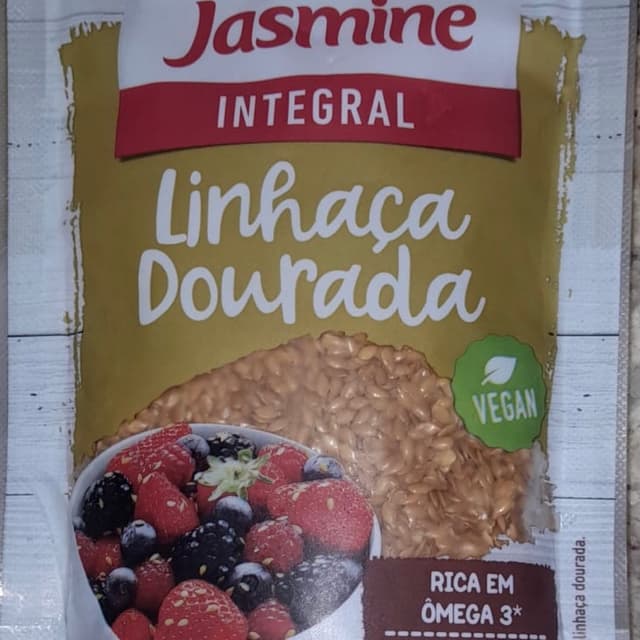 Jasmine
INTEGRAL
Linhaça
Dourada
VEGAN
RICA EM
ÔMEGA 3*
linhaça dourada.